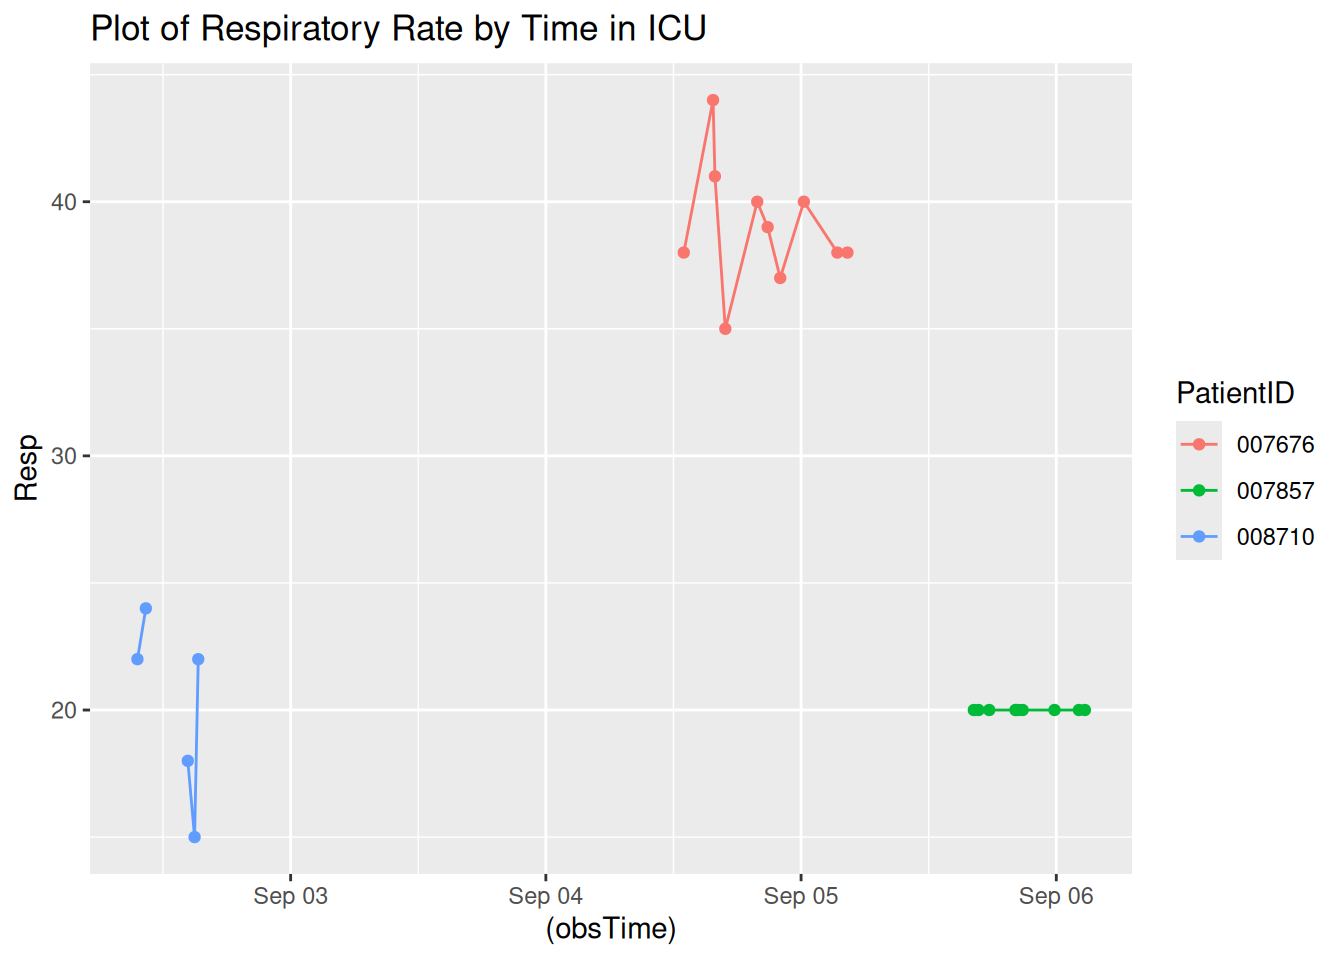 Plot of Respiratory Rate by Time in ICU
Resp
40
30
20
Sep 03 Sep 04 Sep 05 Sep 06
(obsTime)
PatientID
007676
007857
008710